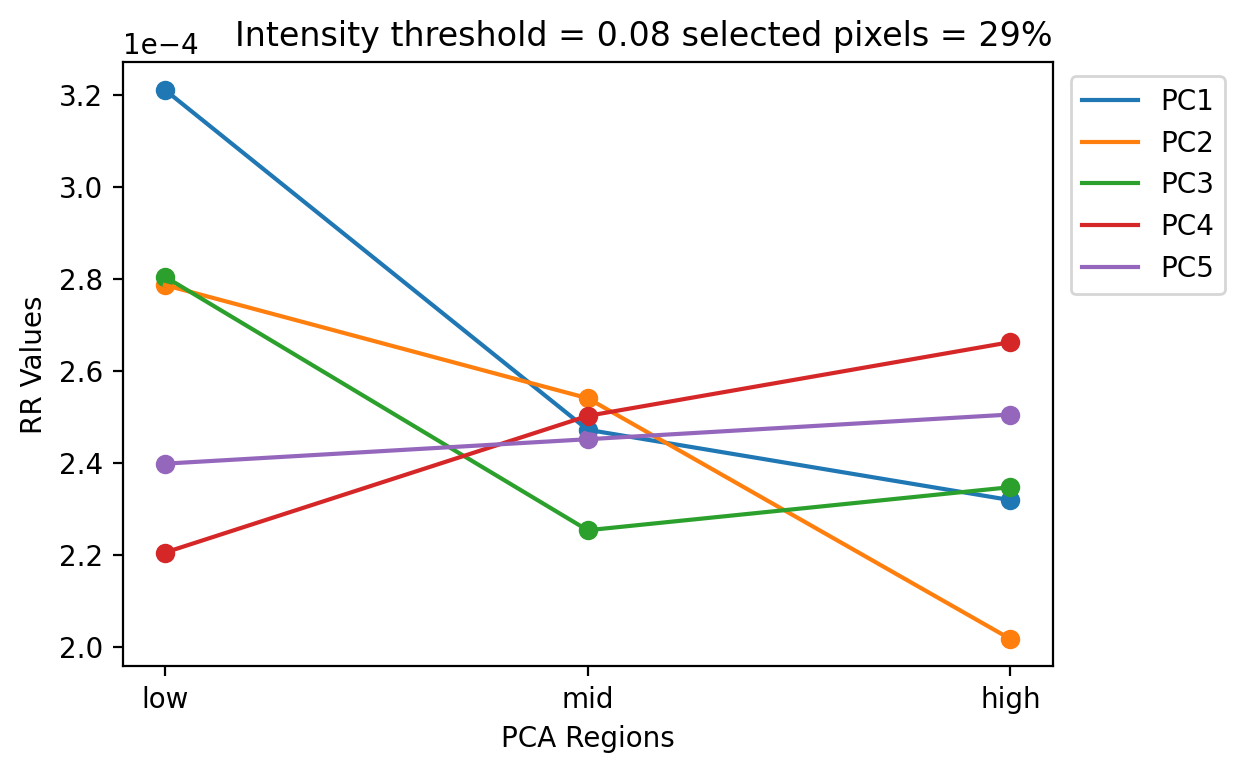 Intensity threshold = 0.08 selected pixels = 29%
1e−4
3.2
3.0
2.8
2.6
2.4
2.2
2.0
RR Values
low mid high
PCA Regions
PC1
PC2
PC3
PC4
PC5